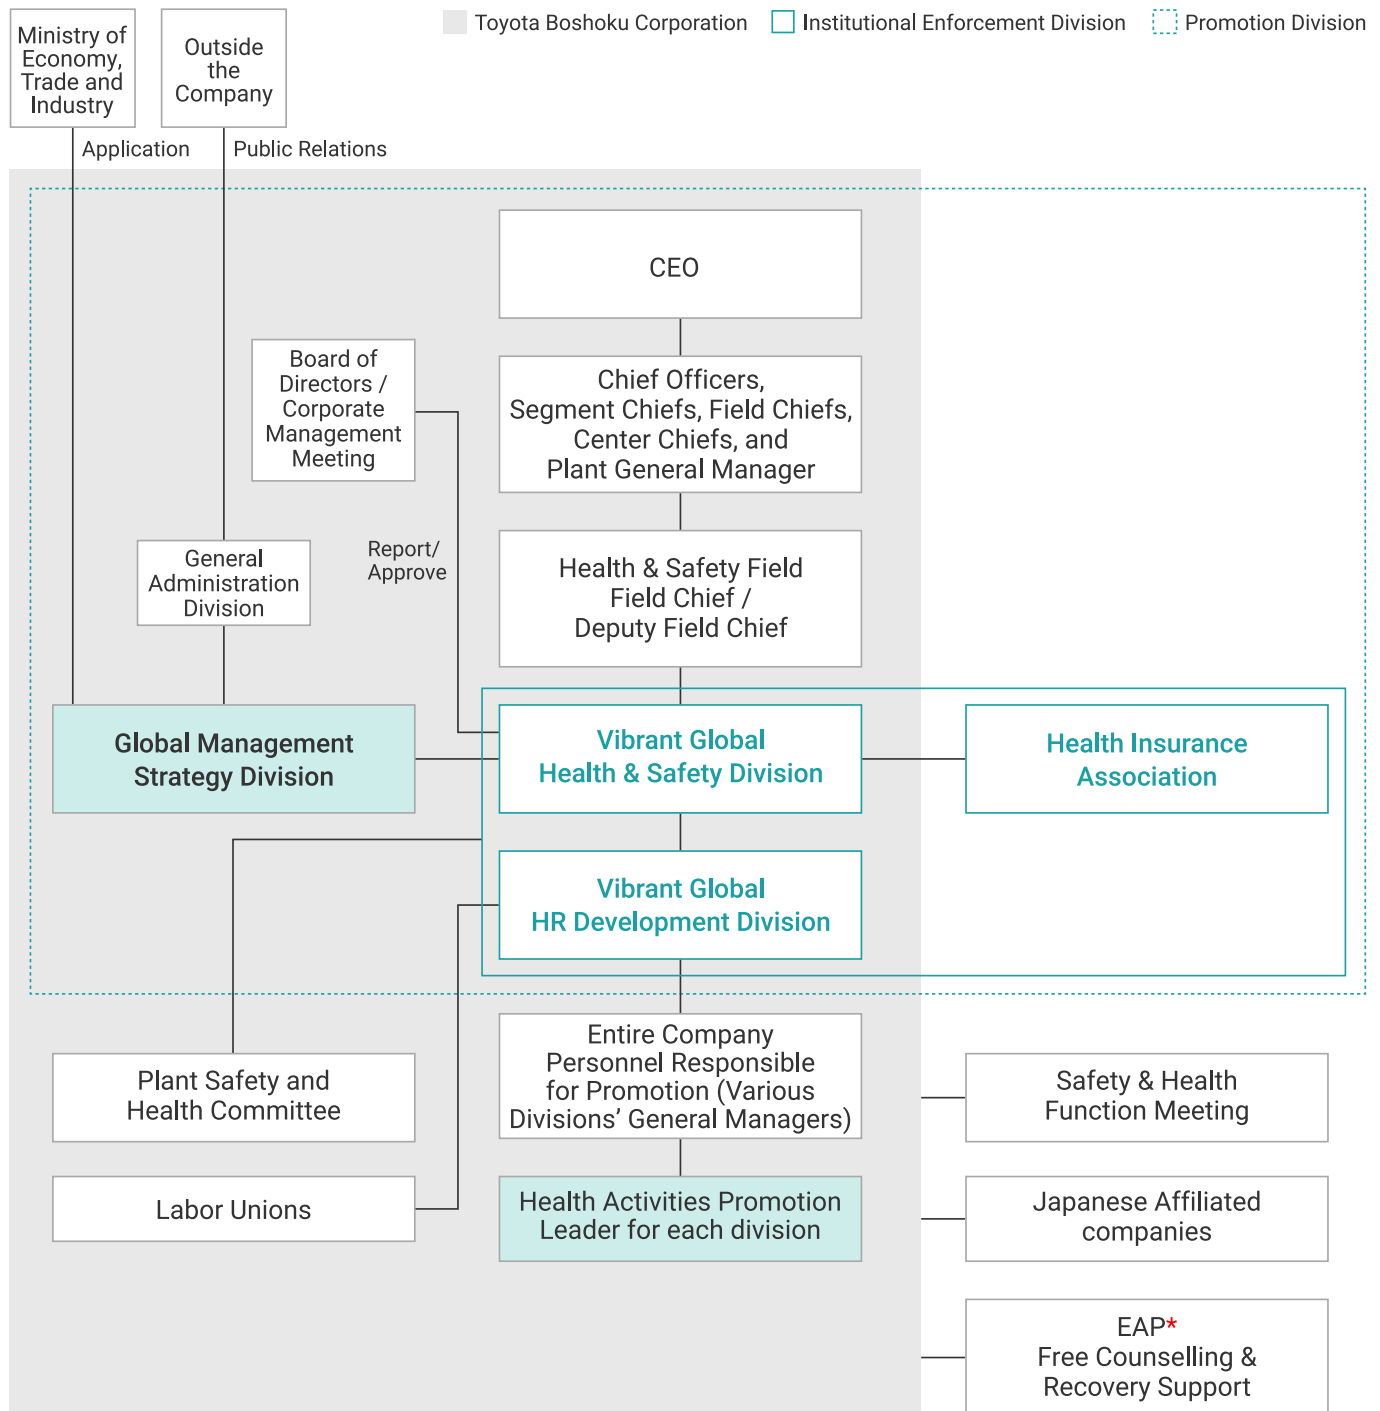 Toyota Boshoku Corporation
Institutional Enforcement Division
Promotion Division
Ministry of
Economy,
Trade and
Industry
Outside
the
Company
Application
Public Relations
CEO
Board of
Directors /
Corporate
Management
Meeting
Chief Officers,
Segment Chiefs, Field Chiefs,
Center Chiefs, and
Plant General Manager
Report/
Approve
General
Administration
Division
Health & Safety Field
Field Chief /
Deputy Field Chief
Global Management
Strategy Division
Vibrant Global
Health & Safety Division
Health Insurance
Association
Vibrant Global
HR Development Division
Plant Safety and
Health Committee
Entire Company
Personnel Responsible
for Promotion (Various
Divisions’ General Managers)
Safety & Health
Function Meeting
Labor Unions
Health Activities Promotion
Leader for each division
Japanese Affiliated
companies
EAP*
Free Counselling &
Recovery Support